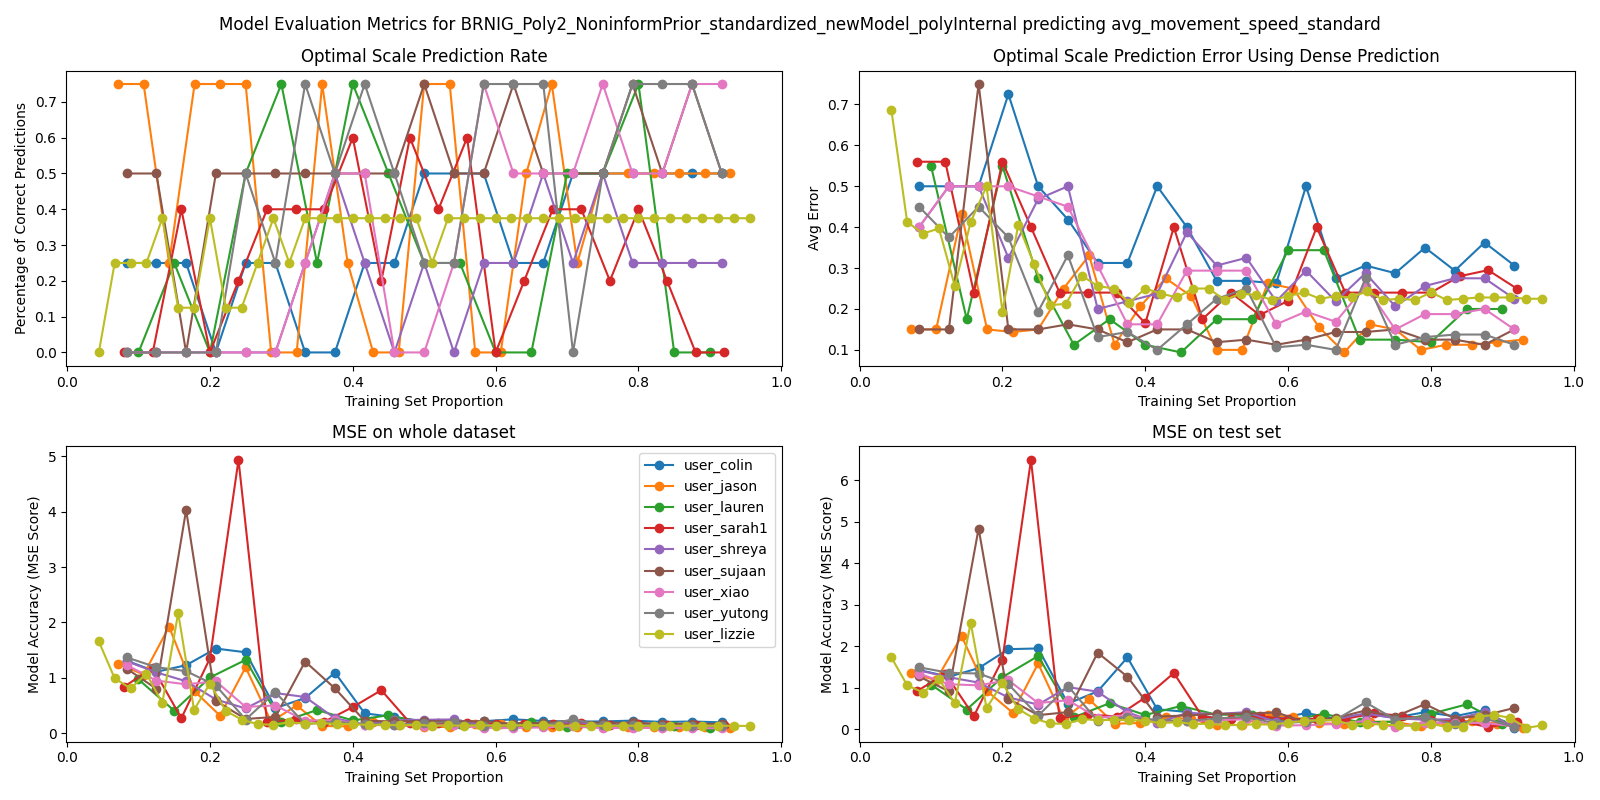 Model Evaluation Metrics for BRNIG_Poly2_NoninformPrior_standardized_newModel_polyInternal predicting avg_movement_speed_standard
Optimal Scale Prediction Rate
Percentage of Correct Predictions
0.7
0.6
0.5
0.4
0.3
0.2
0.1
0.0
0.0 0.2 0.4 0.6 0.8 1.0
Training Set Proportion
Optimal Scale Prediction Error Using Dense Prediction
Avg Error
0.7
0.6
0.5
0.4
0.3
0.2
0.1
0.0 0.2 0.4 0.6 0.8 1.0
Training Set Proportion
MSE on whole dataset
Model Accuracy (MSE Score)
5
4
3
2
1
0
0.0 0.2 0.4 0.6 0.8 1.0
Training Set Proportion
user_colin
user_jason
user_lauren
user_sarah1
user_shreya
user_sujaan
user_xiao
user_yutong
user_lizzie
MSE on test set
Model Accuracy (MSE Score)
6
5
4
3
2
1
0
0.0 0.2 0.4 0.6 0.8 1.0
Training Set Proportion